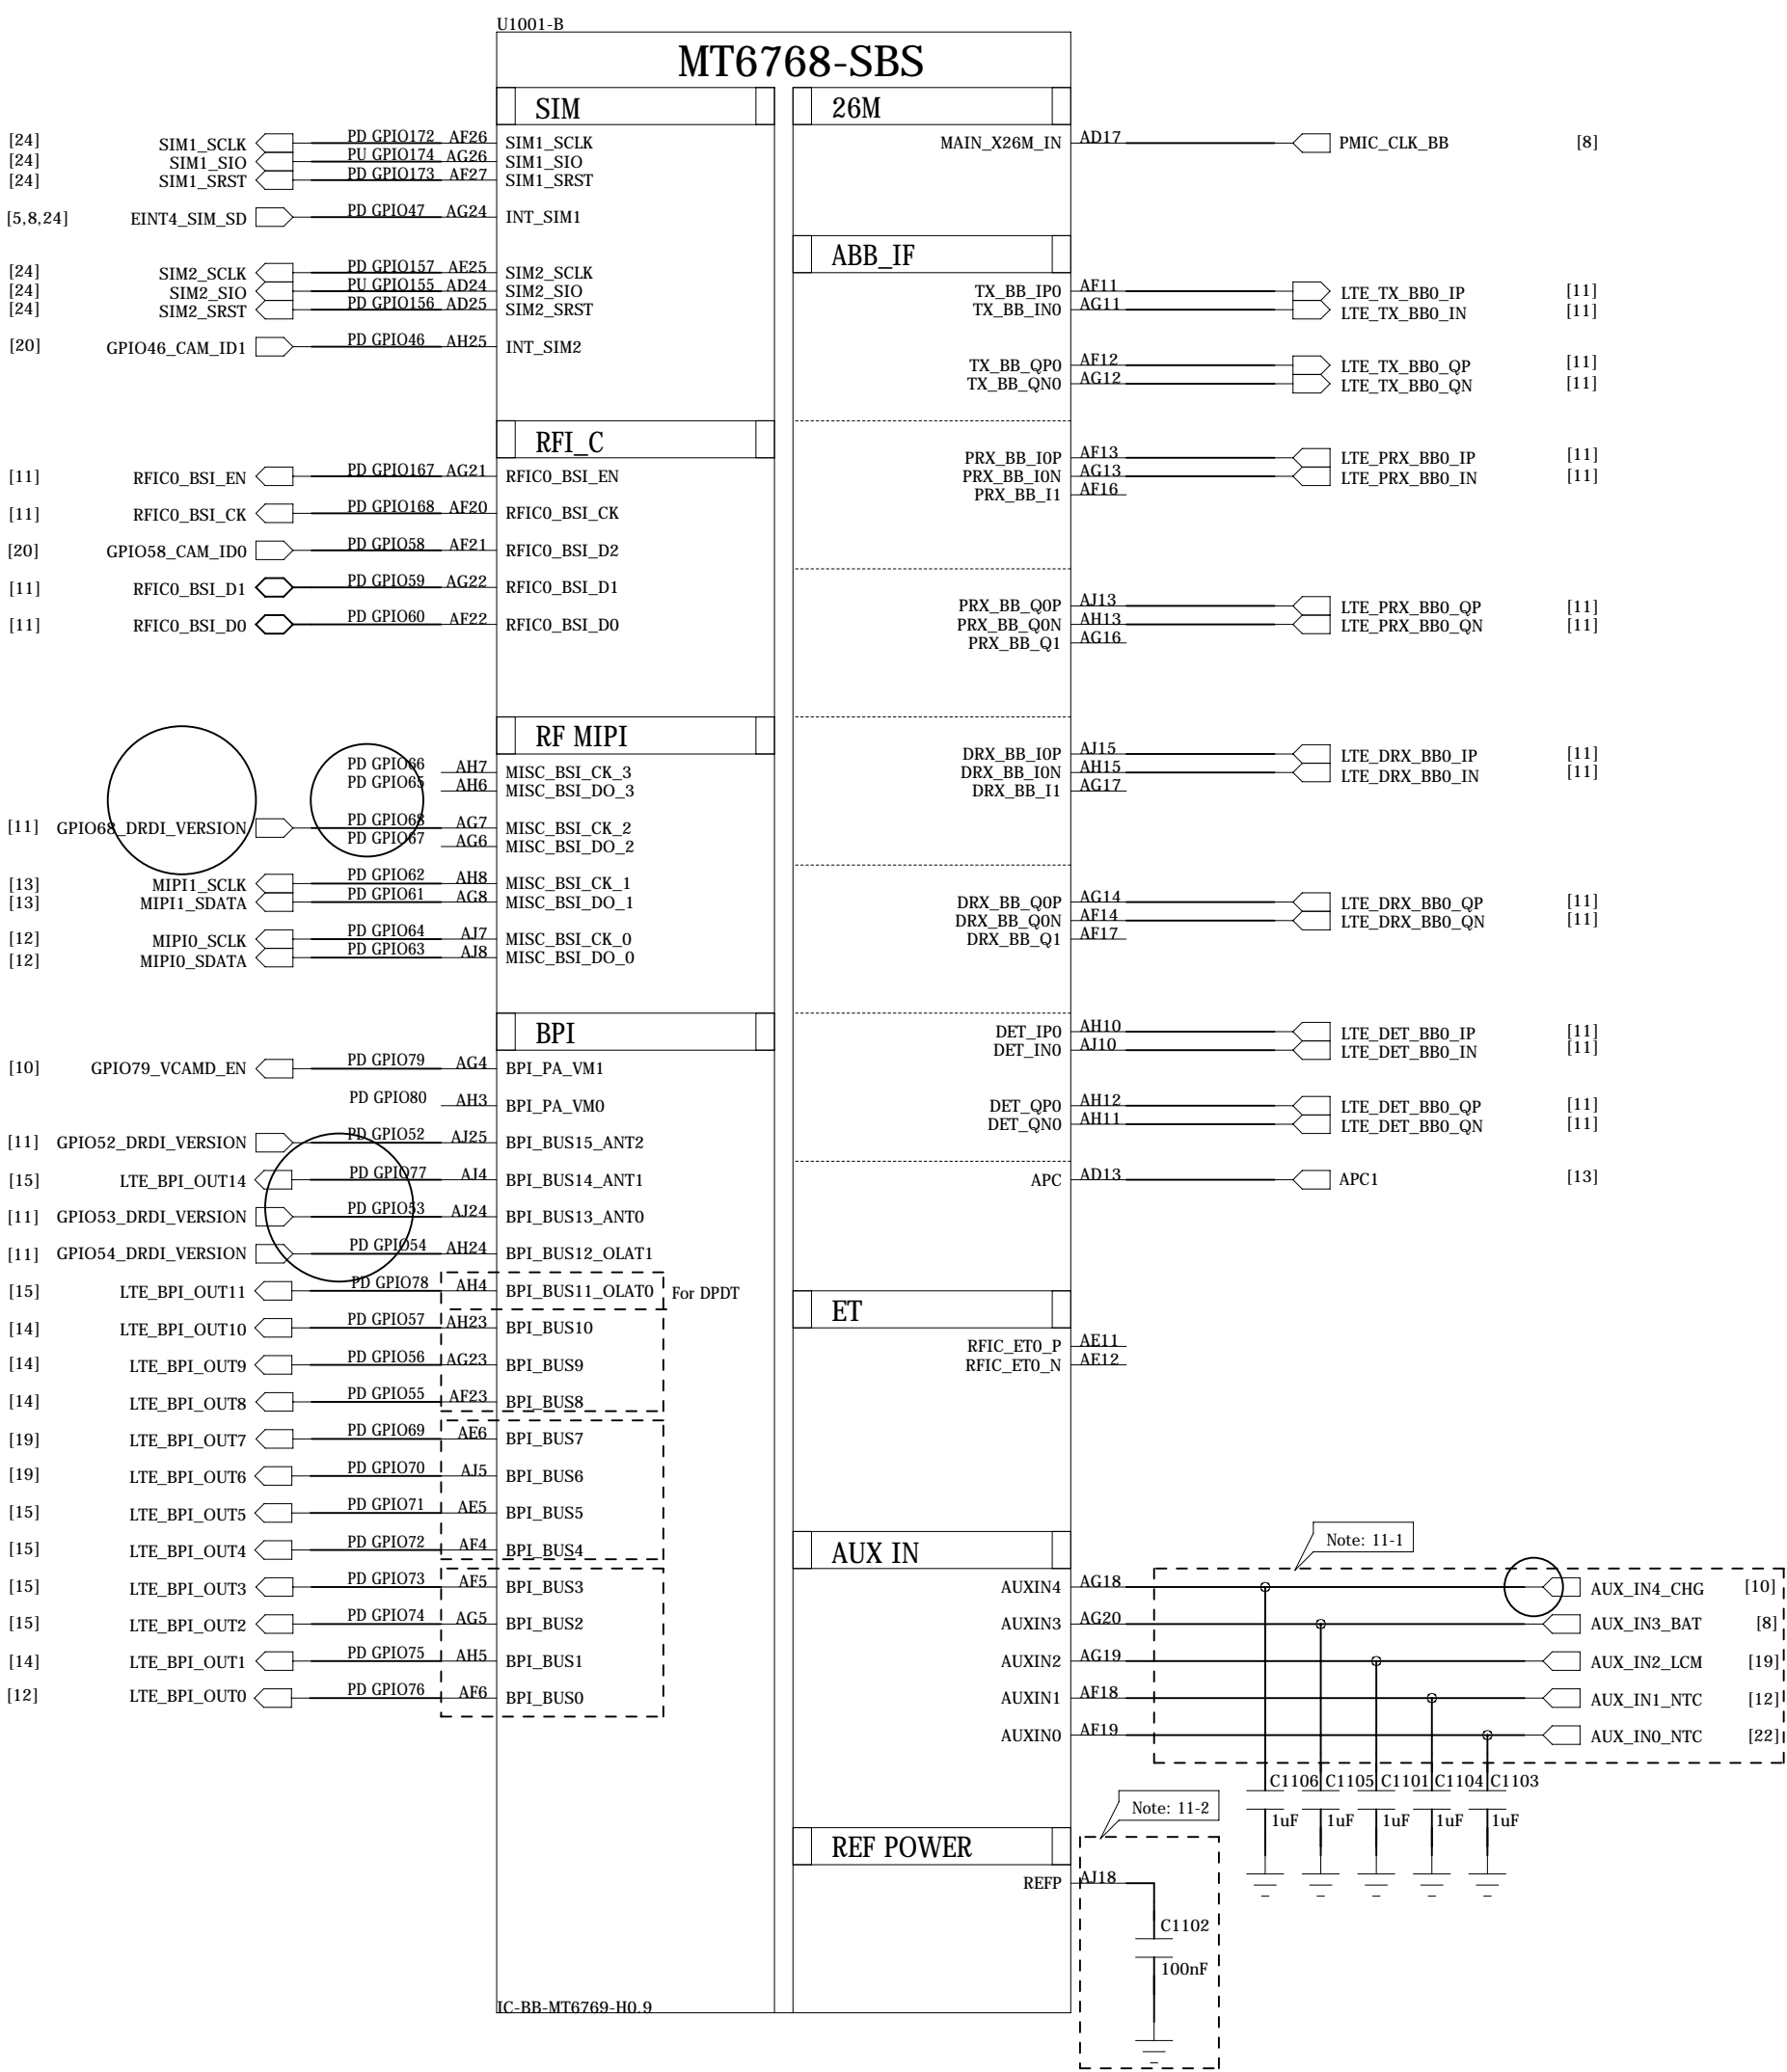 U1001-B
MT6768-SBS
SIM
[24] SIM1_SCLK PD GPIO172 AF26 SIM1_SCLK
[24] SIM1_SIO PU GPIO174 AG26 SIM1_SIO
[24] SIM1_SRST PD GPIO173 AF27 SIM1_SRST
[5,8,24] EINT4_SIM_SD PD GPIO47 AG24 INT_SIM1
[24] SIM2_SCLK PD GPIO157 AE25 SIM2_SCLK
[24] SIM2_SIO PU GPIO155 AD24 SIM2_SIO
[24] SIM2_SRST PD GPIO156 AD25 SIM2_SRST
[20] GPIO46_CAM_ID1 PD GPIO46 AH25 INT_SIM2
RFI_C
[11] RFIC0_BSI_EN PD GPIO167 AG21 RFIC0_BSI_EN
[11] RFIC0_BSI_CK PD GPIO168 AF20 RFIC0_BSI_CK
[20] GPIO58_CAM_ID0 PD GPIO58 AF21 RFIC0_BSI_D2
[11] RFIC0_BSI_D1 PD GPIO59 AG22 RFIC0_BSI_D1
[11] RFIC0_BSI_D0 PD GPIO60 AF22 RFIC0_BSI_D0
RF MIPI
PD GPIO66 AH7 MISC_BSI_CK_3
PD GPIO65 AH6 MISC_BSI_DO_3
[11] GPIO68_DRDI_VERSION PD GPIO68 AG7 MISC_BSI_CK_2
PD GPIO67 AG6 MISC_BSI_DO_2
[13] MIPI1_SCLK PD GPIO62 AH8 MISC_BSI_CK_1
[13] MIPI1_SDATA PD GPIO61 AG8 MISC_BSI_DO_1
[12] MIPI0_SCLK PD GPIO64 AJ7 MISC_BSI_CK_0
[12] MIPI0_SDATA PD GPIO63 AJ8 MISC_BSI_DO_0
BPI
[10] GPIO79_VCAMD_EN PD GPIO79 AG4 BPI_PA_VM1
PD GPIO80 AH3 BPI_PA_VM0
[11] GPIO52_DRDI_VERSION PD GPIO52 AJ25 BPI_BUS15_ANT2
[15] LTE_BPI_OUT14 PD GPIO77 AJ4 BPI_BUS14_ANT1
[11] GPIO53_DRDI_VERSION PD GPIO53 AJ24 BPI_BUS13_ANT0
[11] GPIO54_DRDI_VERSION PD GPIO54 AH24 BPI_BUS12_OLAT1
[15] LTE_BPI_OUT11 PD GPIO78 AH4 BPI_BUS11_OLAT0 For DPDT
[14] LTE_BPI_OUT10 PD GPIO57 AH23 BPI_BUS10
[14] LTE_BPI_OUT9 PD GPIO56 AG23 BPI_BUS9
[14] LTE_BPI_OUT8 PD GPIO55 AF23 BPI_BUS8
[19] LTE_BPI_OUT7 PD GPIO69 AE6 BPI_BUS7
[19] LTE_BPI_OUT6 PD GPIO70 AJ5 BPI_BUS6
[15] LTE_BPI_OUT5 PD GPIO71 AE5 BPI_BUS5
[15] LTE_BPI_OUT4 PD GPIO72 AF4 BPI_BUS4
[15] LTE_BPI_OUT3 PD GPIO73 AF5 BPI_BUS3
[15] LTE_BPI_OUT2 PD GPIO74 AG5 BPI_BUS2
[14] LTE_BPI_OUT1 PD GPIO75 AH5 BPI_BUS1
[12] LTE_BPI_OUT0 PD GPIO76 AF6 BPI_BUS0
IC-BB-MT6769-H0.9
26M
MAIN_X26M_IN AD17 PMIC_CLK_BB [8]
ABB_IF
TX_BB_IP0 AF11 LTE_TX_BB0_IP [11]
TX_BB_IN0 AG11 LTE_TX_BB0_IN [11]
TX_BB_QP0 AF12 LTE_TX_BB0_QP [11]
TX_BB_QN0 AG12 LTE_TX_BB0_QN [11]
PRX_BB_I0P AF13 LTE_PRX_BB0_IP [11]
PRX_BB_I0N AG13 LTE_PRX_BB0_IN [11]
PRX_BB_I1 AF16
PRX_BB_Q0P AJ13 LTE_PRX_BB0_QP [11]
PRX_BB_Q0N AH13 LTE_PRX_BB0_QN [11]
PRX_BB_Q1 AG16
DRX_BB_I0P AJ15 LTE_DRX_BB0_IP [11]
DRX_BB_I0N AH15 LTE_DRX_BB0_IN [11]
DRX_BB_I1 AG17
DRX_BB_Q0P AG14 LTE_DRX_BB0_QP [11]
DRX_BB_Q0N AF14 LTE_DRX_BB0_QN [11]
DRX_BB_Q1 AF17
DET_IP0 AH10 LTE_DET_BB0_IP [11]
DET_IN0 AJ10 LTE_DET_BB0_IN [11]
DET_QP0 AH12 LTE_DET_BB0_QP [11]
DET_QN0 AH11 LTE_DET_BB0_QN [11]
APC AD13 APC1 [13]
ET
RFIC_ET0_P AE11
RFIC_ET0_N AE12
Note: 11-1
AUX IN
AUXIN4 AG18 AUX_IN4_CHG [10]
AUXIN3 AG20 AUX_IN3_BAT [8]
AUXIN2 AG19 AUX_IN2_LCM [19]
AUXIN1 AF18 AUX_IN1_NTC [12]
AUXIN0 AF19 AUX_IN0_NTC [22]
C1106 C1105 C1101 C1104 C1103
1uF 1uF 1uF 1uF 1uF
Note: 11-2
REF POWER
REFP AJ18
C1102
100nF